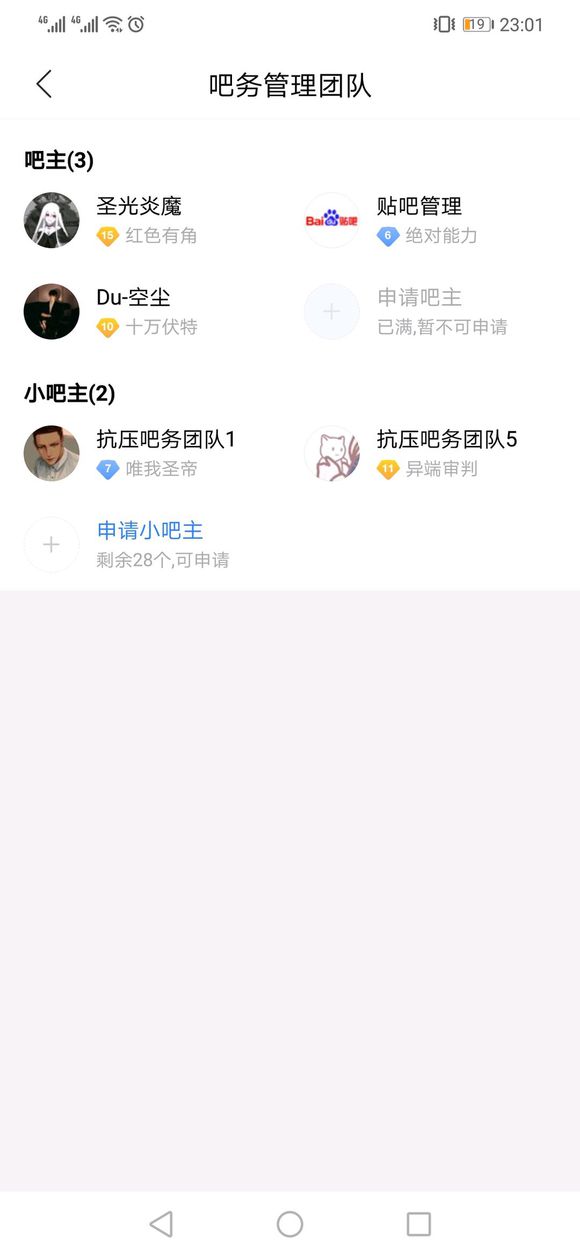 4G 4G 19 23:01
吧务管理团队
吧主(3)
圣光炎魔
15 红色有角
Bai du 贴吧
贴吧管理
6 绝对能力
Du-空尘
10 十万伏特
申请吧主
已满,暂不可申请
小吧主(2)
抗压吧务团队1
7 唯我圣帝
抗压吧务团队5
11 异端审判
申请小吧主
剩余28个,可申请